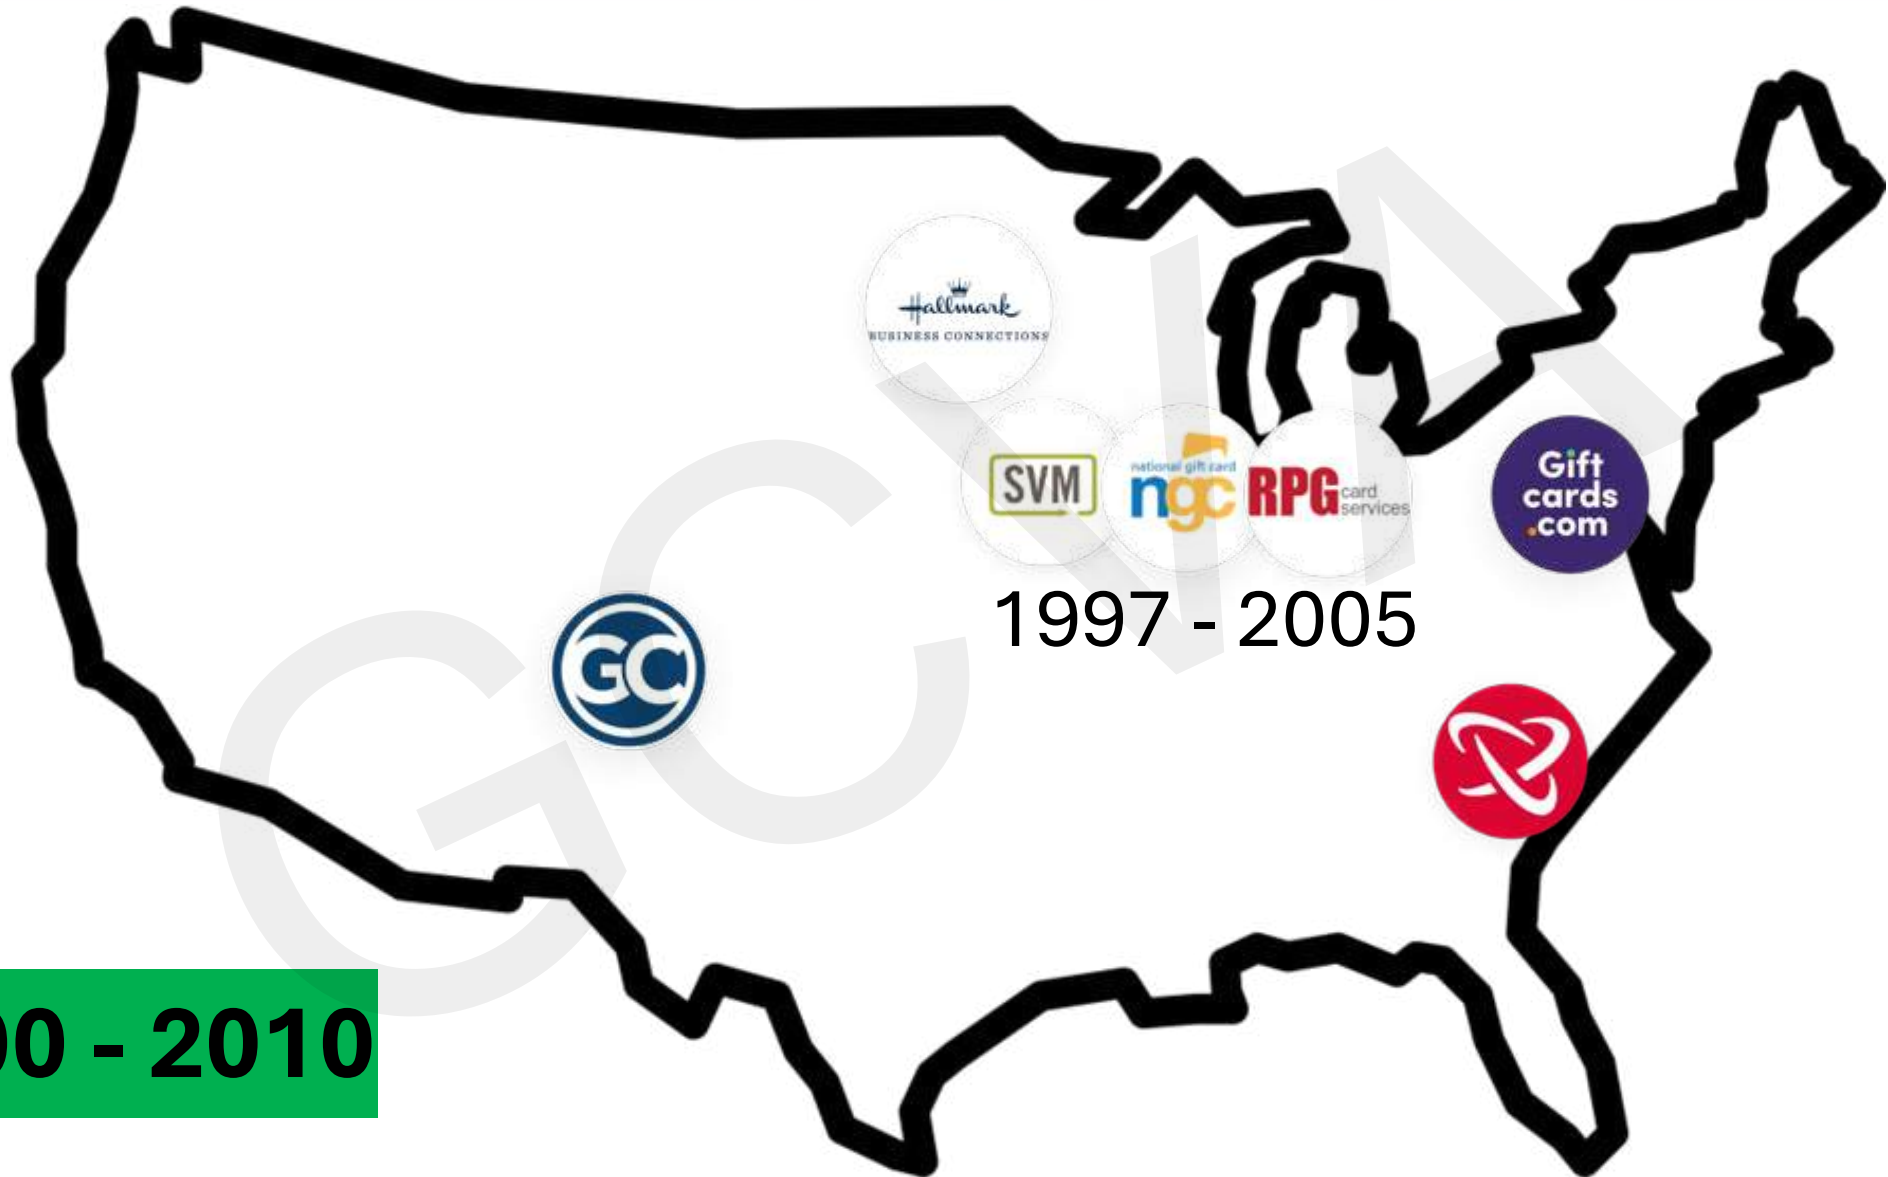 Hallmark
BUSINESS CONNECTIONS
SVM
national gift card
ngc
RPG card services
Gift
cards
.com
1997 - 2005
GC
00 - 2010
GCVA